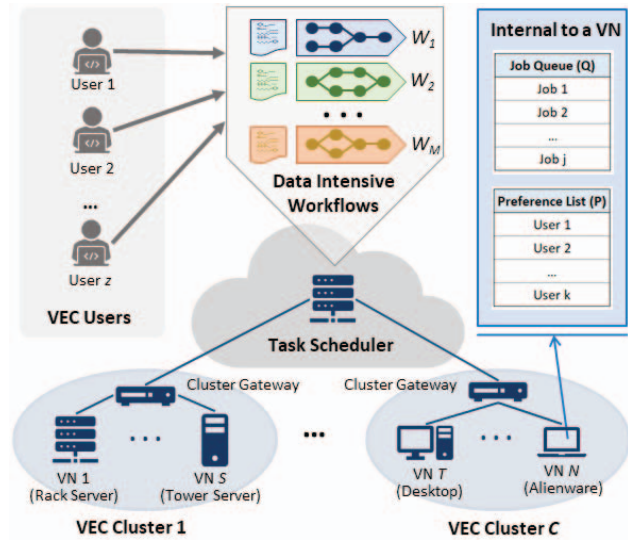 User 1
User 2
...
User z
VEC Users
W1
W2
...
WM
Data Intensive
Workflows
Internal to a VN
Job Queue (Q)
Job 1
Job 2
...
Job j
Preference List (P)
User 1
User 2
...
User k
Task Scheduler
Cluster Gateway
Cluster Gateway
...
VN 1
(Rack Server)
VN S
(Tower Server)
VEC Cluster 1
...
...
VN T
(Desktop)
VN N
(Alienware)
VEC Cluster C